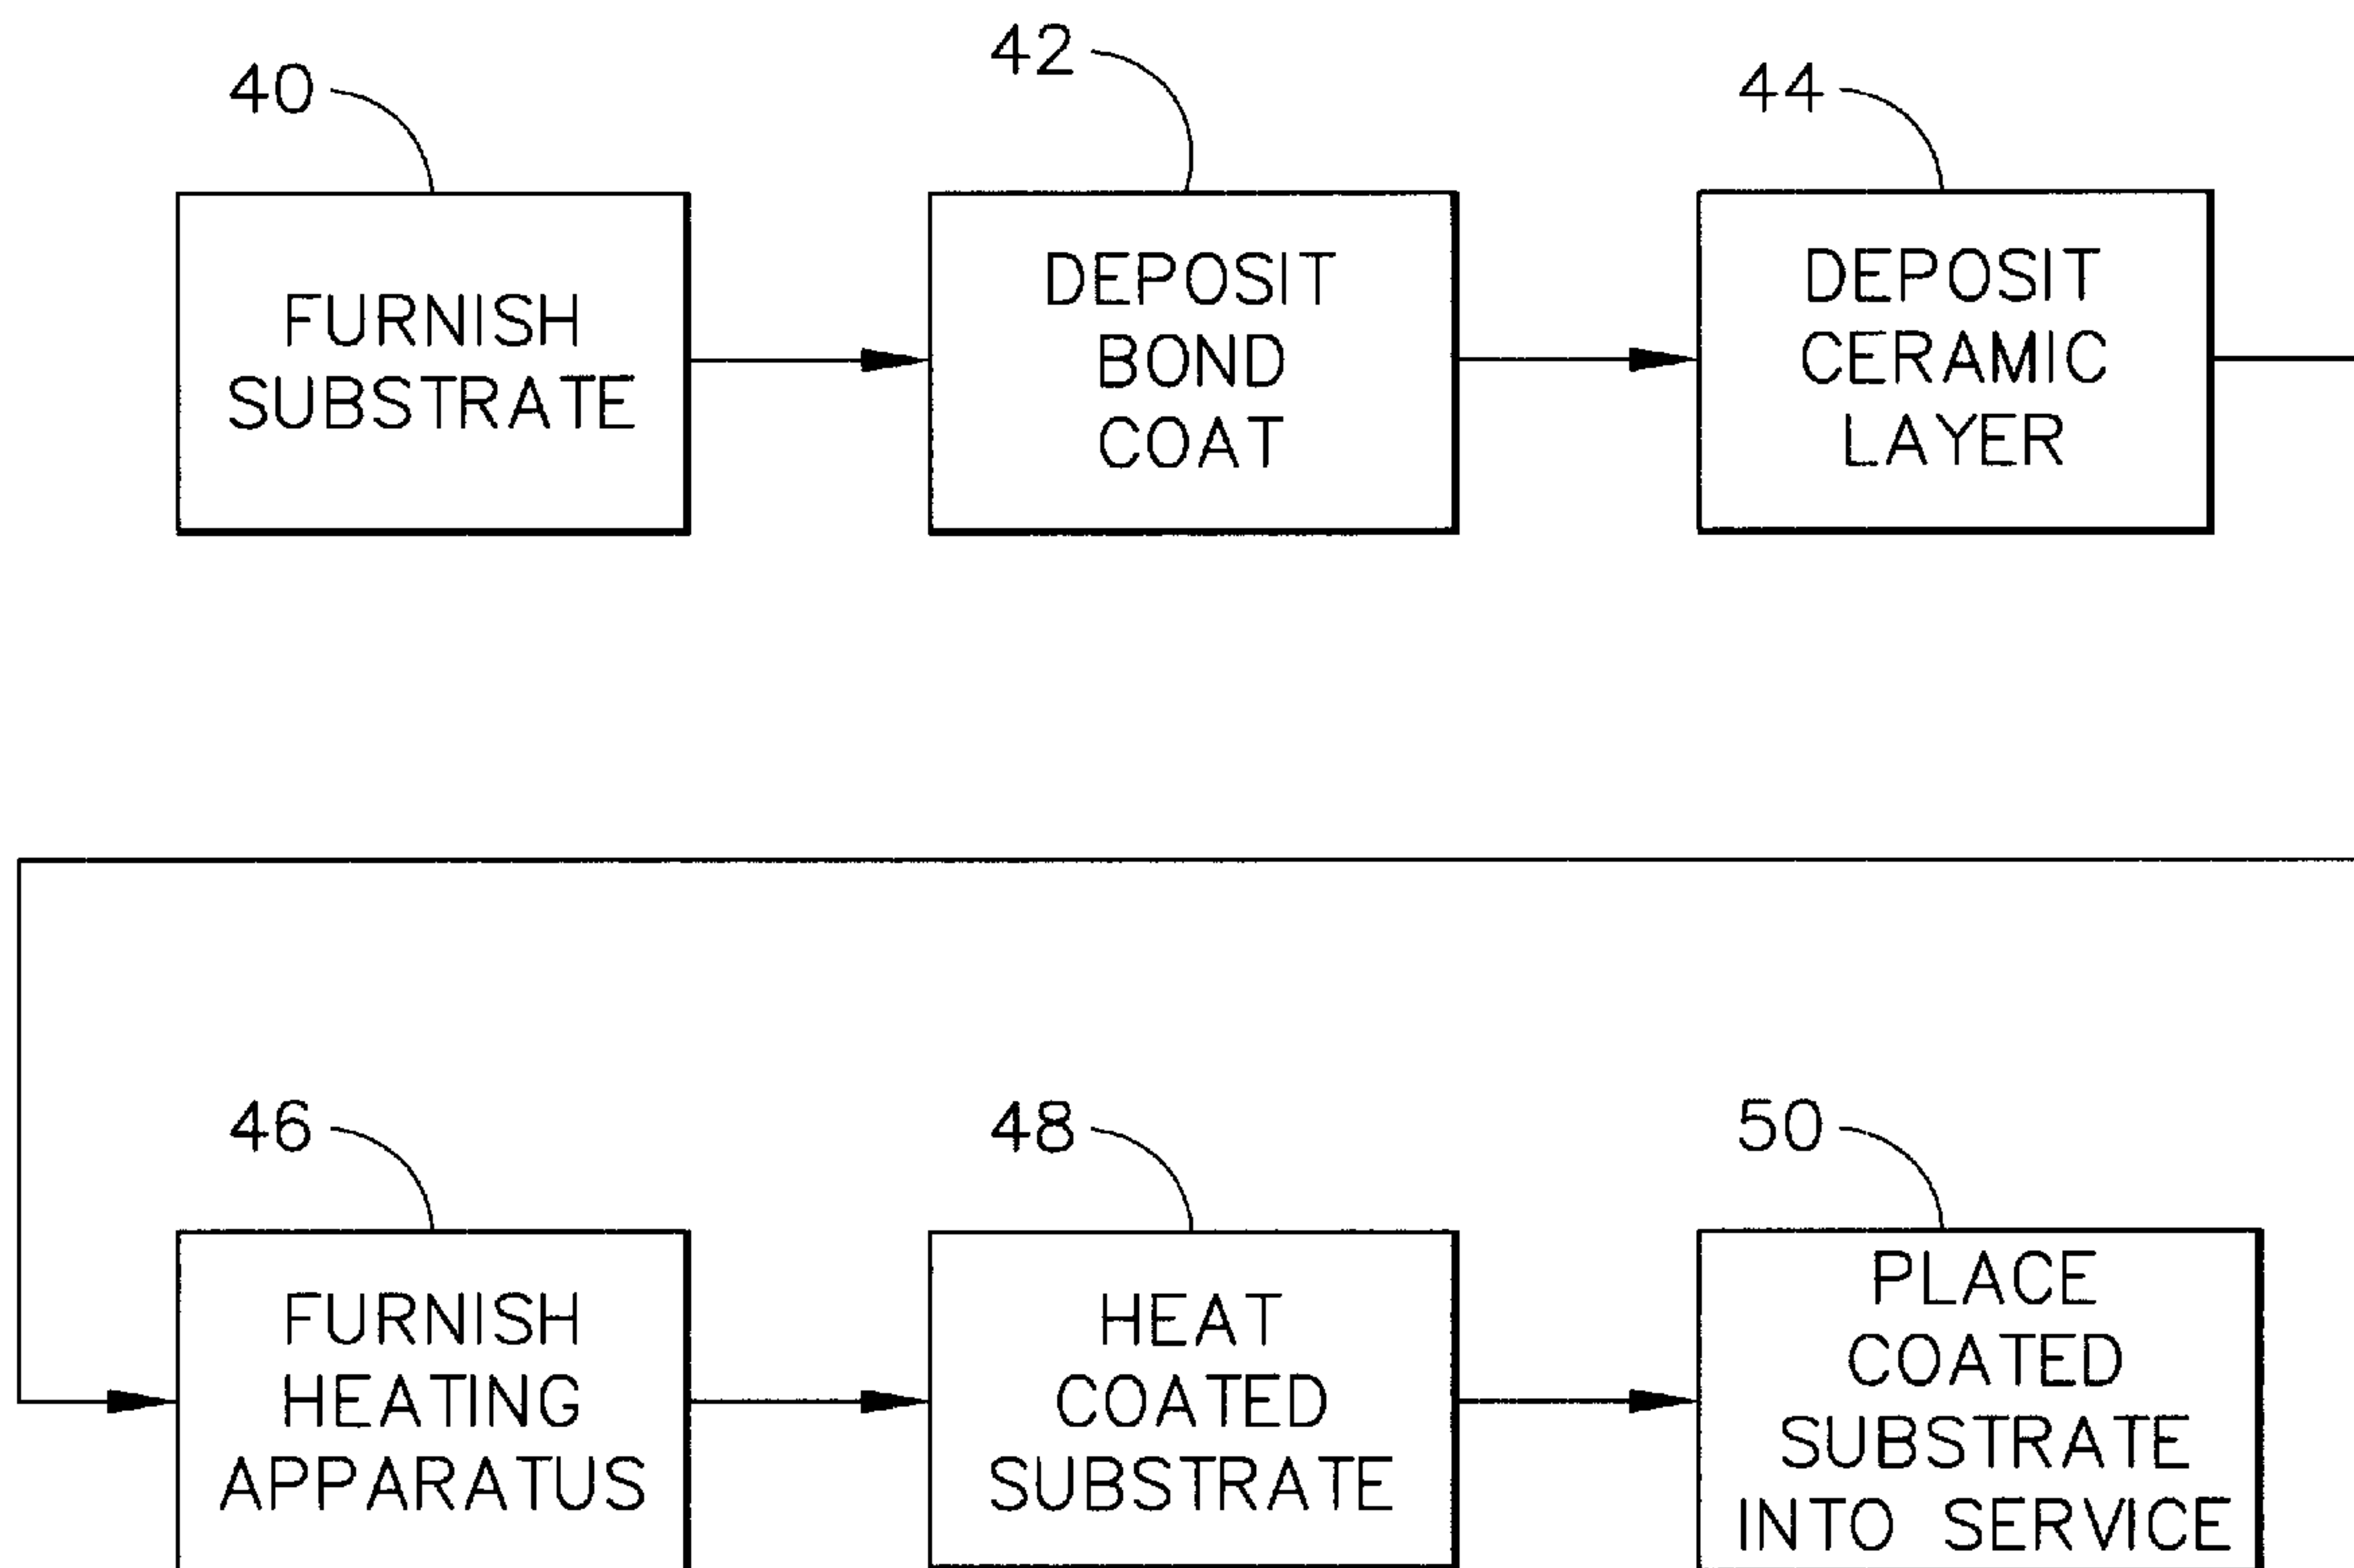 40
FURNISH
SUBSTRATE
42
DEPOSIT
BOND
COAT
44
DEPOSIT
CERAMIC
LAYER
46
FURNISH
HEATING
APPARATUS
48
HEAT
COATED
SUBSTRATE
50
PLACE
COATED
SUBSTRATE
INTO SERVICE